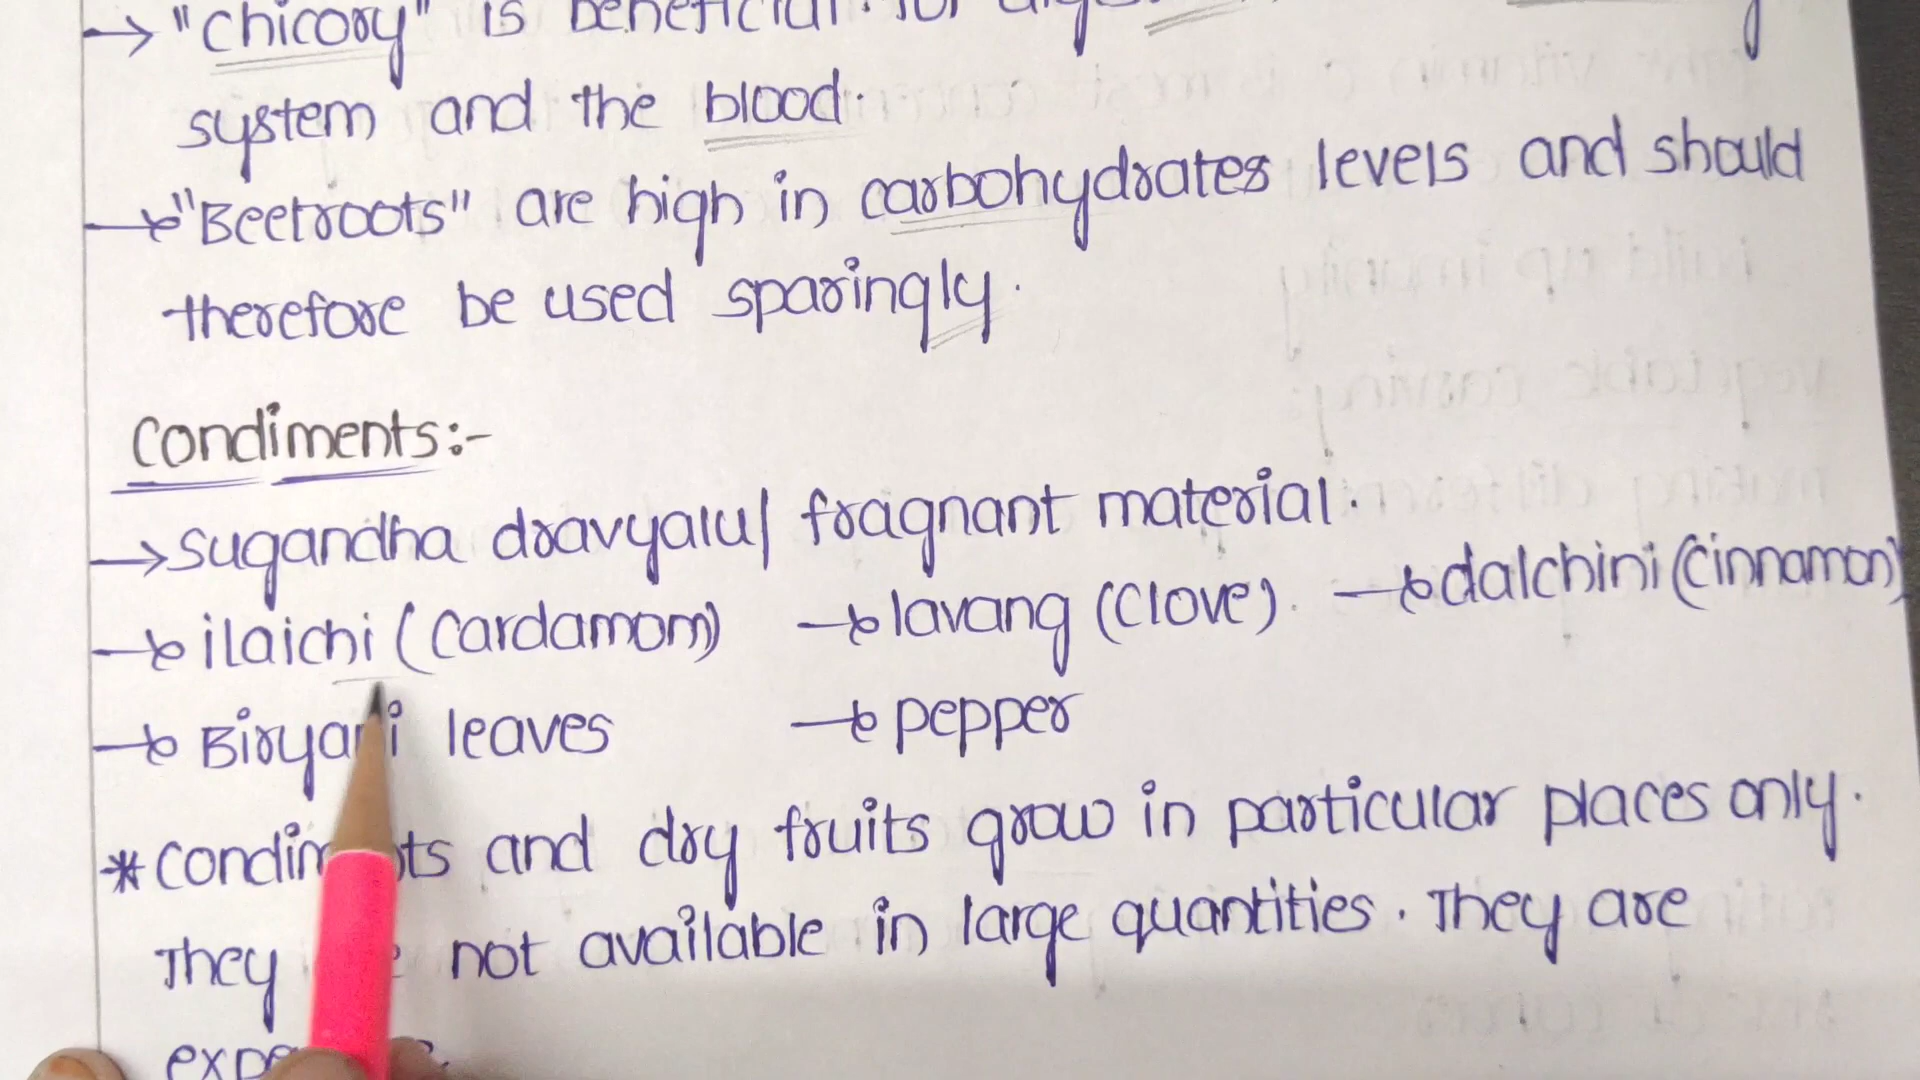 → "chicory" is beneficial for
system and the blood.
→ "Beetroots" are high in carbohydrates levels and should
therefore be used sparingly.
Condiments:-
→ sugandha dravyalu/ fragnant material.
→ ilaichi (cardamom) → lavang (clove). → dalchini (cinnamon)
→ Biryani leaves → pepper
* condiments and dry fruits grow in particular places only.
They not available in large quantities. They are